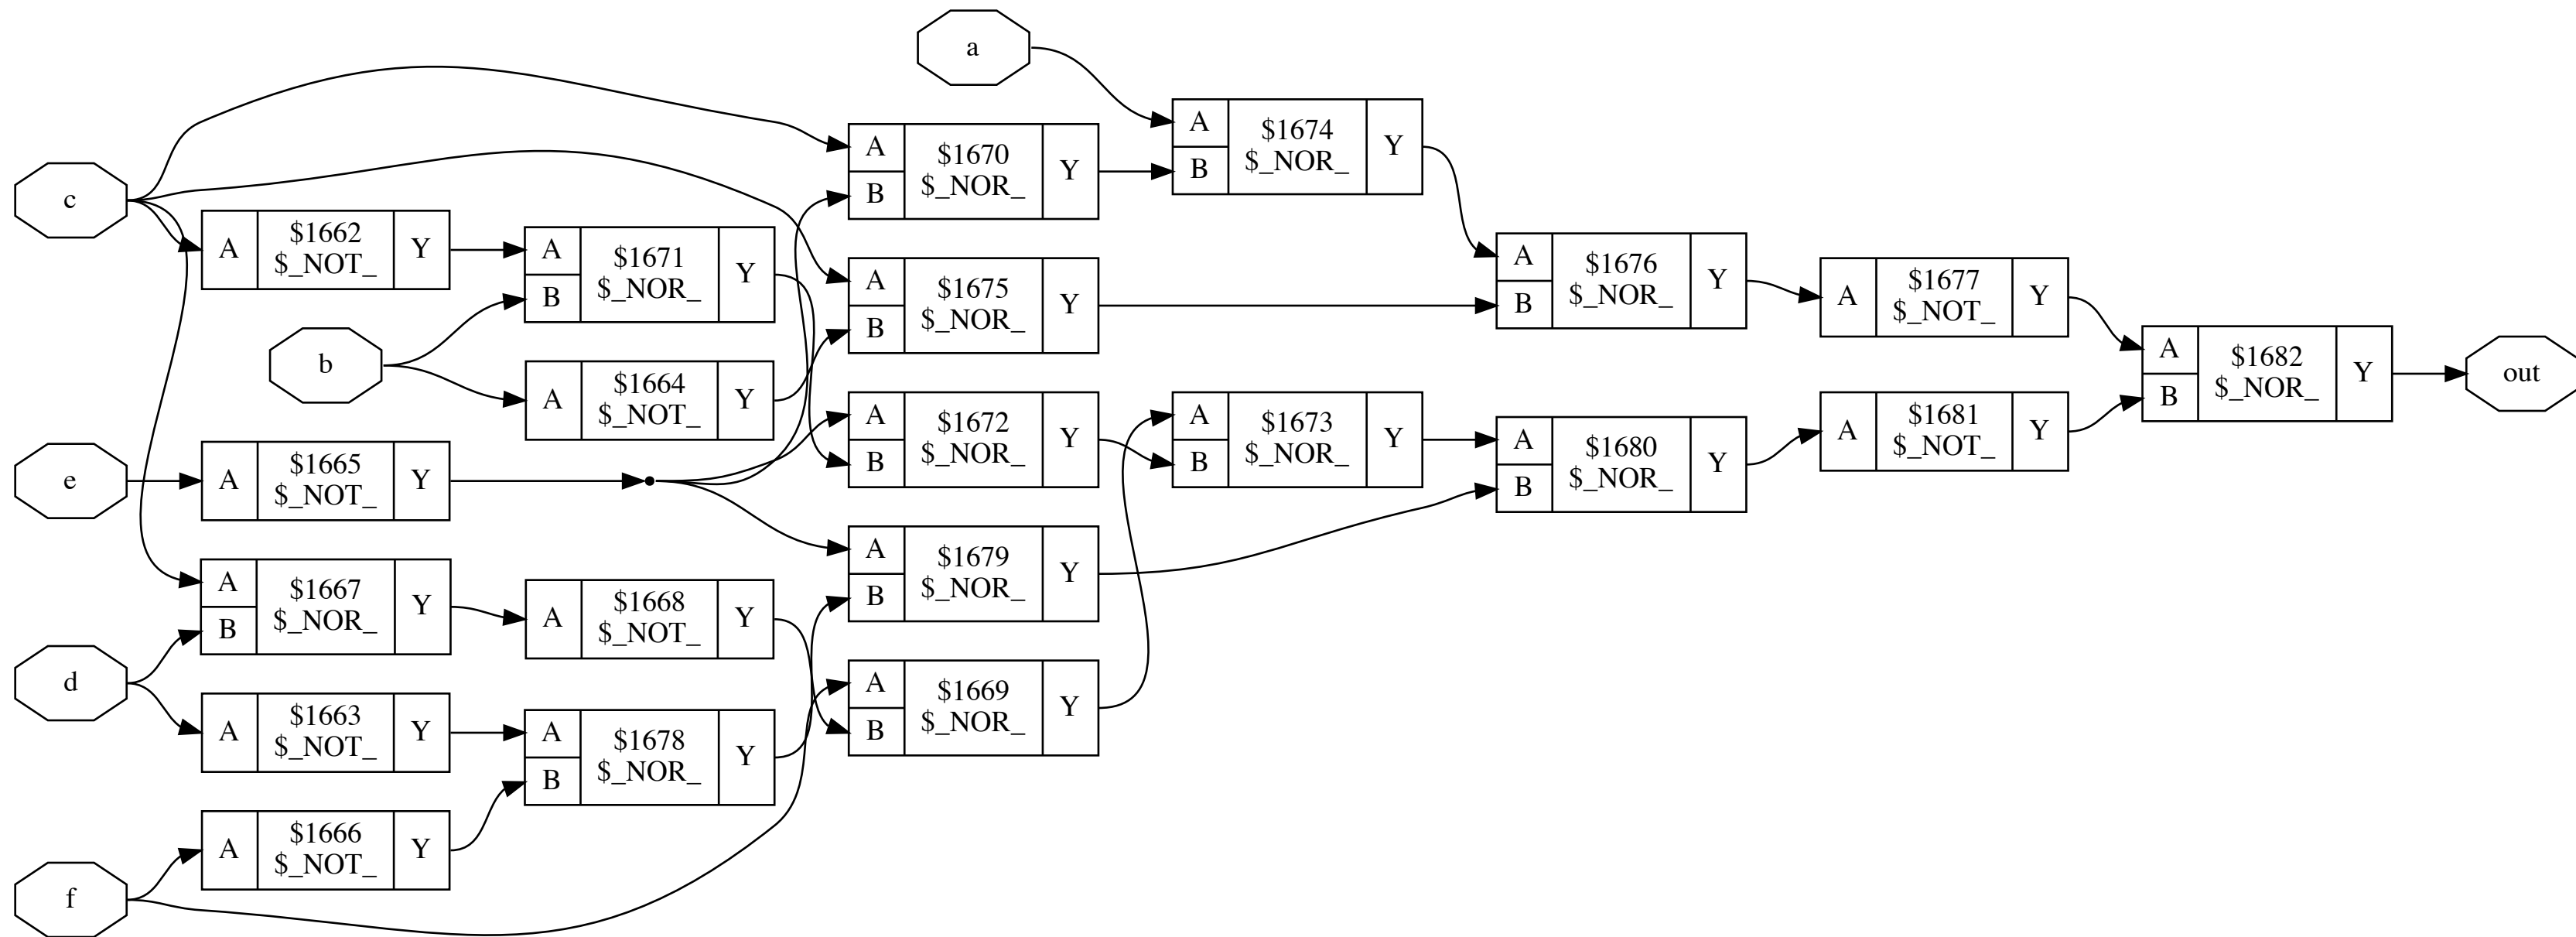 a
c
b
e
d
f
A
$1662
$_NOT_
Y
A
$1665
$_NOT_
Y
A
B
$1667
$_NOR_
Y
A
$1663
$_NOT_
Y
A
$1666
$_NOT_
Y
A
B
$1671
$_NOR_
Y
A
$1664
$_NOT_
Y
A
$1668
$_NOT_
Y
A
B
$1678
$_NOR_
Y
A
B
$1670
$_NOR_
Y
A
B
$1675
$_NOR_
Y
A
B
$1672
$_NOR_
Y
A
B
$1679
$_NOR_
Y
A
B
$1669
$_NOR_
Y
A
B
$1674
$_NOR_
Y
A
B
$1673
$_NOR_
Y
A
B
$1676
$_NOR_
Y
A
B
$1680
$_NOR_
Y
A
$1677
$_NOT_
Y
A
$1681
$_NOT_
Y
A
B
$1682
$_NOR_
Y
out